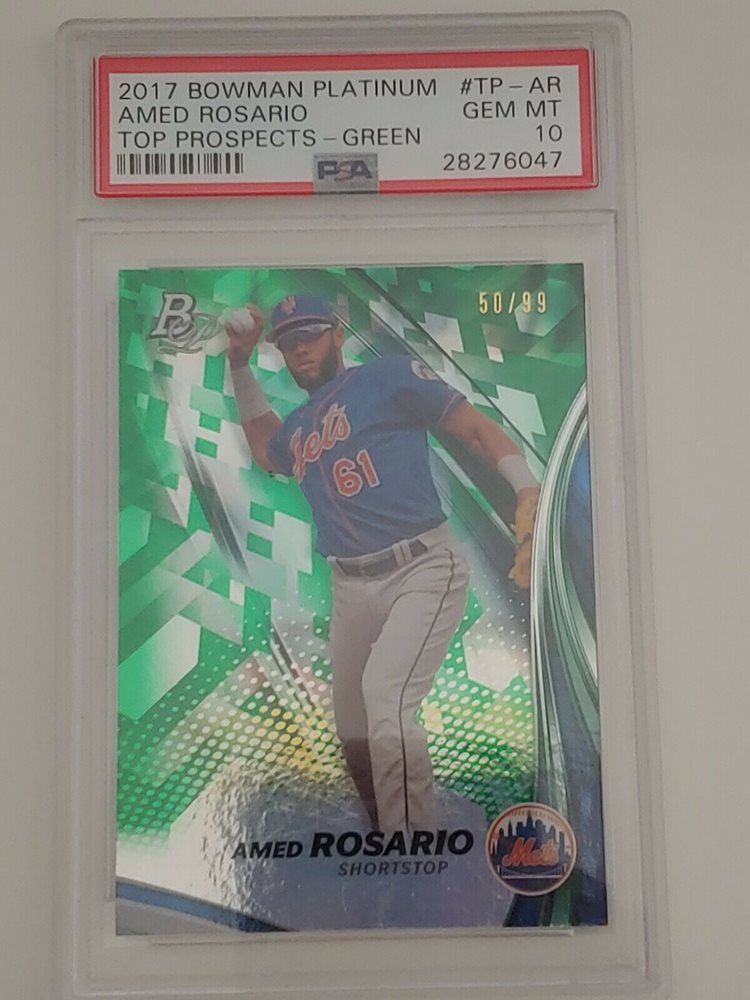 2017 BOWMAN PLATINUM #TP-AR
AMED ROSARIO GEM MT
TOP PROSPECTS-GREEN 10
PSA 28276047
50/99
BP
Mets
61
AMED ROSARIO
SHORTSTOP
Mets